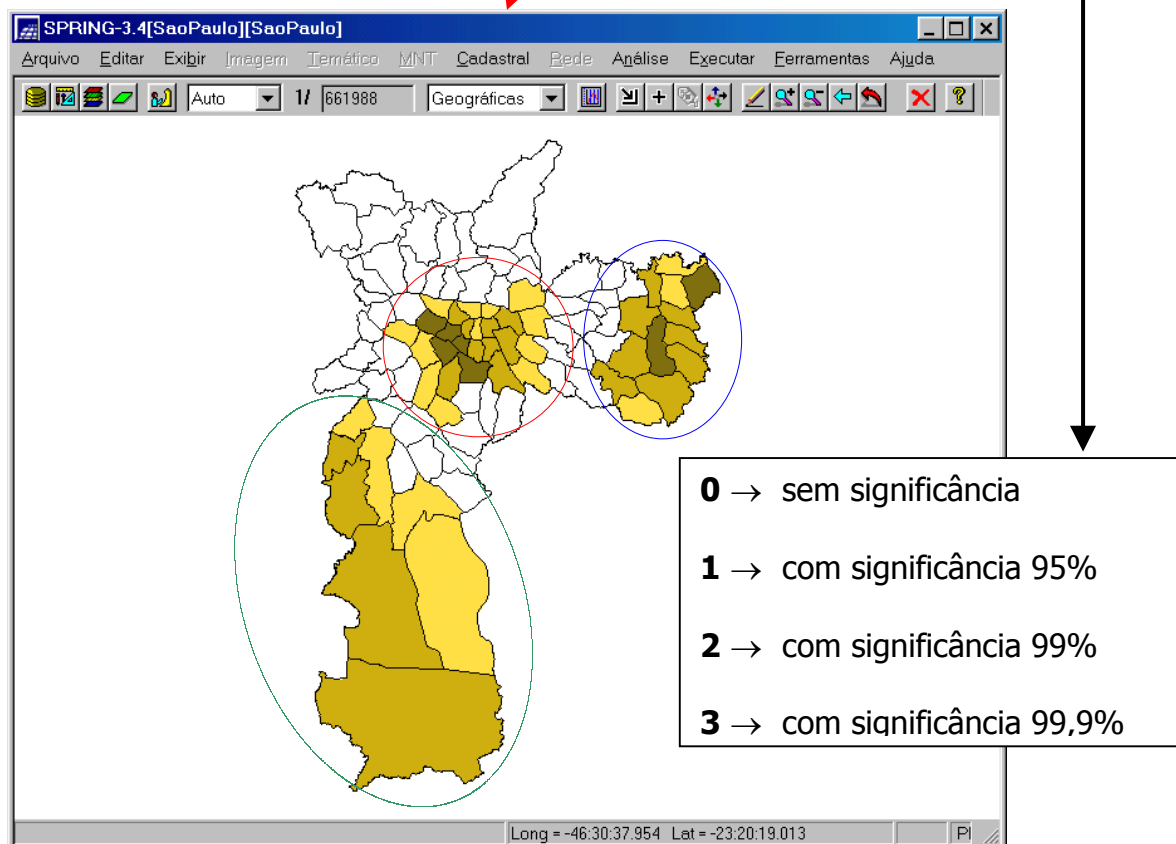 SPRING-3.4[SaoPaulo][SaoPaulo]
Arquivo Editar Exibir Imagem Temático MNT Cadastral Rede Análise Executar Ferramentas Ajuda
Auto 1/ 661988 Geográficas
0 → sem significância
1 → com significância 95%
2 → com significância 99%
3 → com significância 99,9%
Long = -46:30:37.954 Lat = -23:20:19.013 Pl